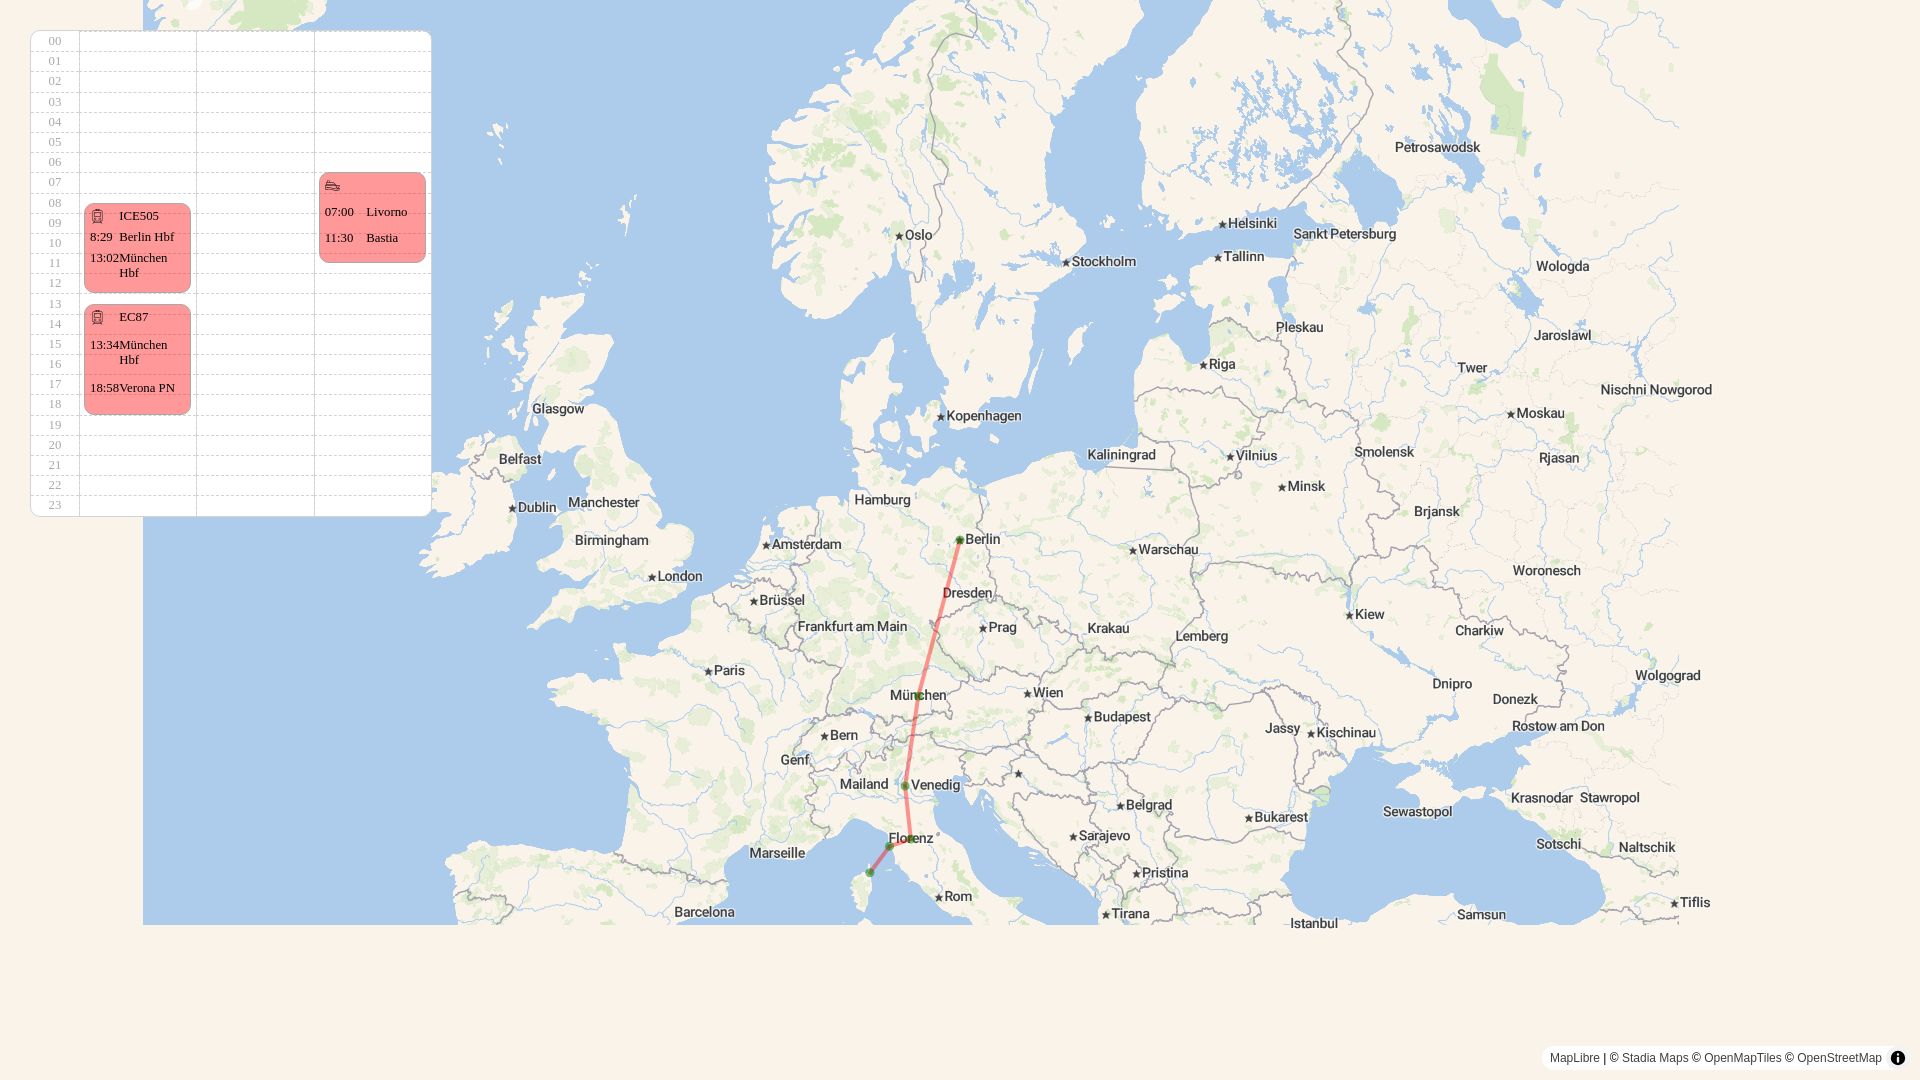 00
01
02
03
04
05
06
07
08
09
10
11
12
13
14
15
16
17
18
19
20
21
22
23
ICE505
8:29 Berlin Hbf
13:02 München
Hbf
EC87
13:34 München
Hbf
18:58 Verona PN
07:00 Livorno
11:30 Bastia
Petrosawodsk
Helsinki
Oslo
Sankt Petersburg
Tallinn
Stockholm
Wologda
Pleskau
Jaroslawl
Riga
Twer
Nischni Nowgorod
Glasgow
Kopenhagen
Moskau
Smolensk
Kaliningrad
Vilnius
Rjasan
Belfast
Minsk
Hamburg
Manchester
Dublin
Brjansk
Berlin
Birmingham
Amsterdam
Warschau
Woronesch
London
Dresden
Brüssel
Kiew
Frankfurt am Main
Prag
Krakau
Charkiw
Lemberg
Paris
Wolgograd
Dnipro
München
Wien
Donezk
Budapest
Rostow am Don
Jassy
Kischinau
Bern
Genf
Mailand
Venedig
Krasnodar
Stawropol
Belgrad
Sewastopol
Bukarest
Sarajevo
Florenz
Sotschi
Naltschik
Marseille
Pristina
Rom
Tiflis
Barcelona
Tirana
Samsun
Istanbul
MapLibre | © Stadia Maps © OpenMapTiles © OpenStreetMap